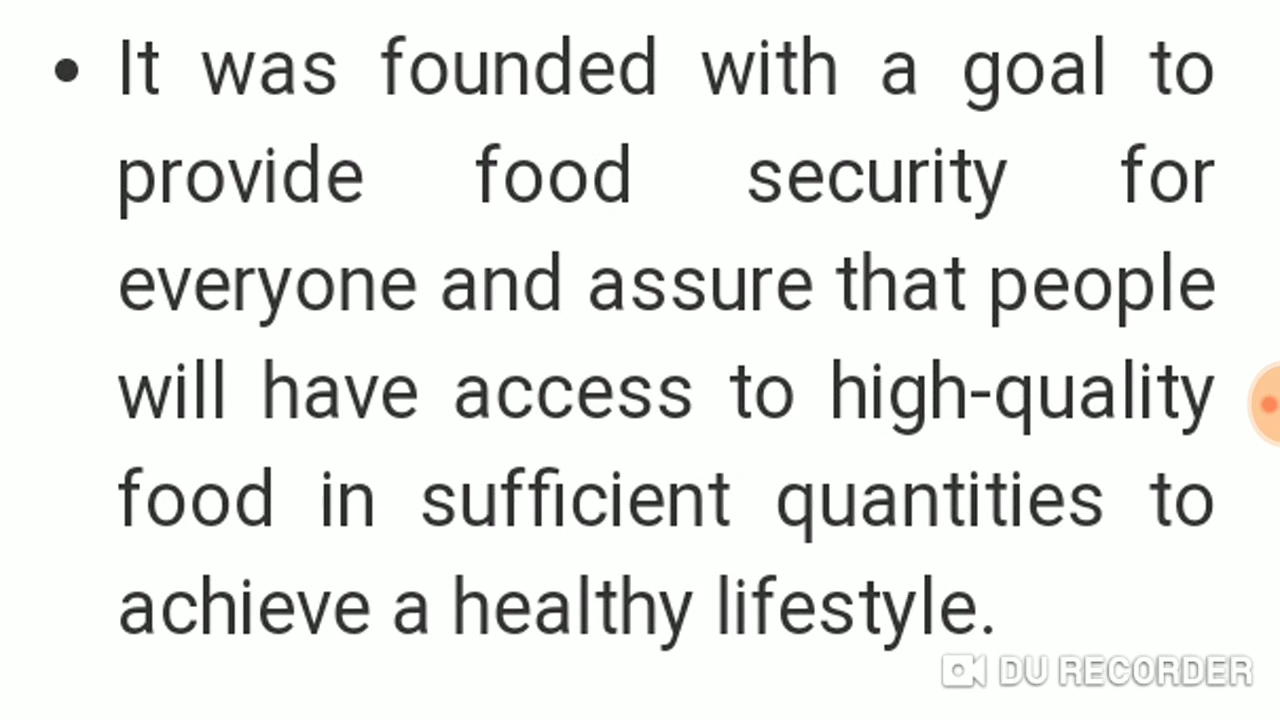 • It was founded with a goal to
provide food security for
everyone and assure that people
will have access to high-quality
food in sufficient quantities to
achieve a healthy lifestyle.
DU RECORDER